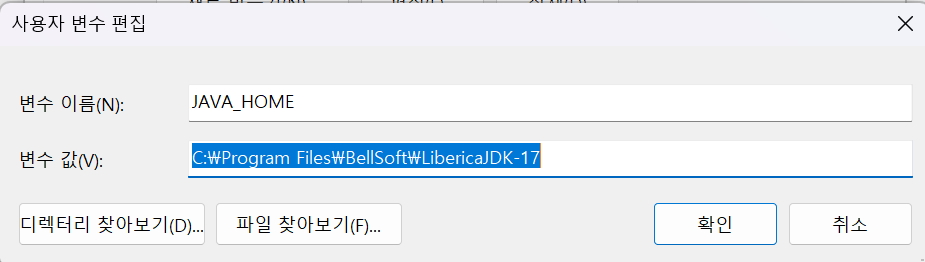 사용자 변수 편집
변수 이름(N):
JAVA_HOME
변수 값(V):
C:\Program Files\BellSoft\LibericaJDK-17
디렉터리 찾아보기(D)...
파일 찾아보기(F)...
확인
취소